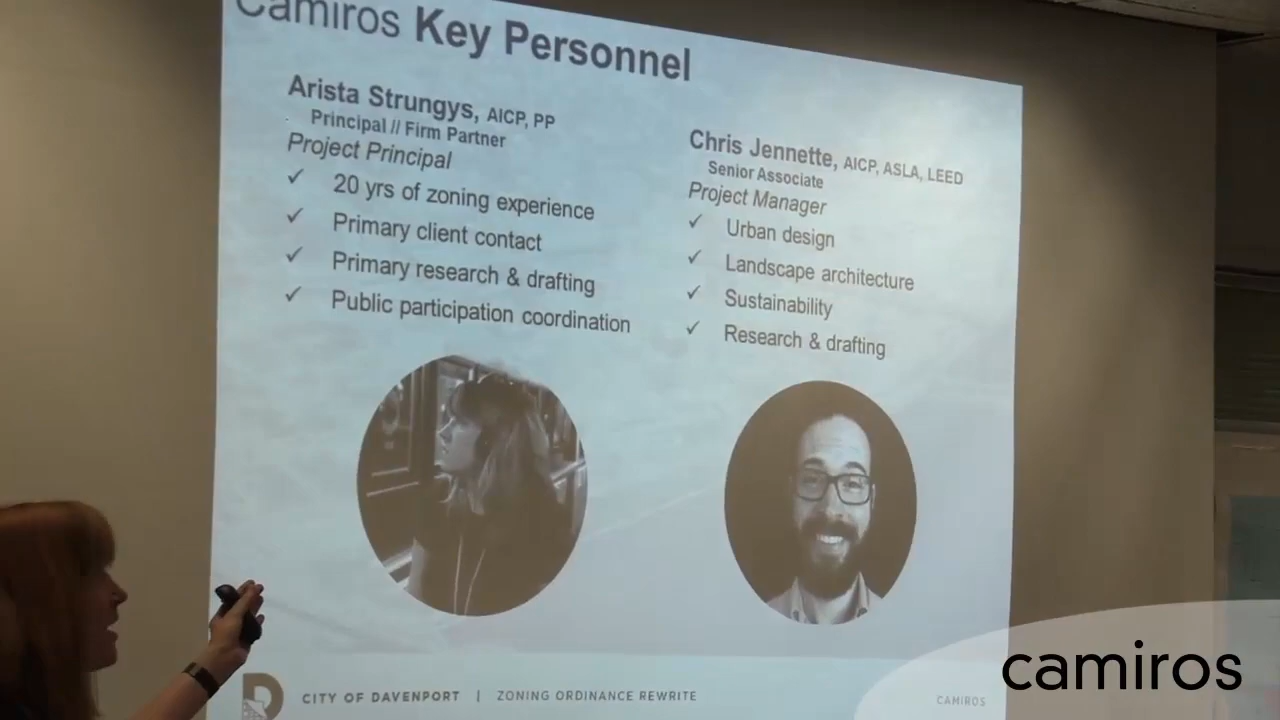 Camiros Key Personnel
Arista Strungys, AICP, PP
Principal // Firm Partner
Project Principal
✓ 20 yrs of zoning experience
✓ Primary client contact
✓ Primary research & drafting
✓ Public participation coordination
Chris Jennette, AICP, ASLA, LEED
Senior Associate
Project Manager
✓ Urban design
✓ Landscape architecture
✓ Sustainability
✓ Research & drafting
D CITY OF DAVENPORT | ZONING ORDINANCE REWRITE
CAMIROS
camiros